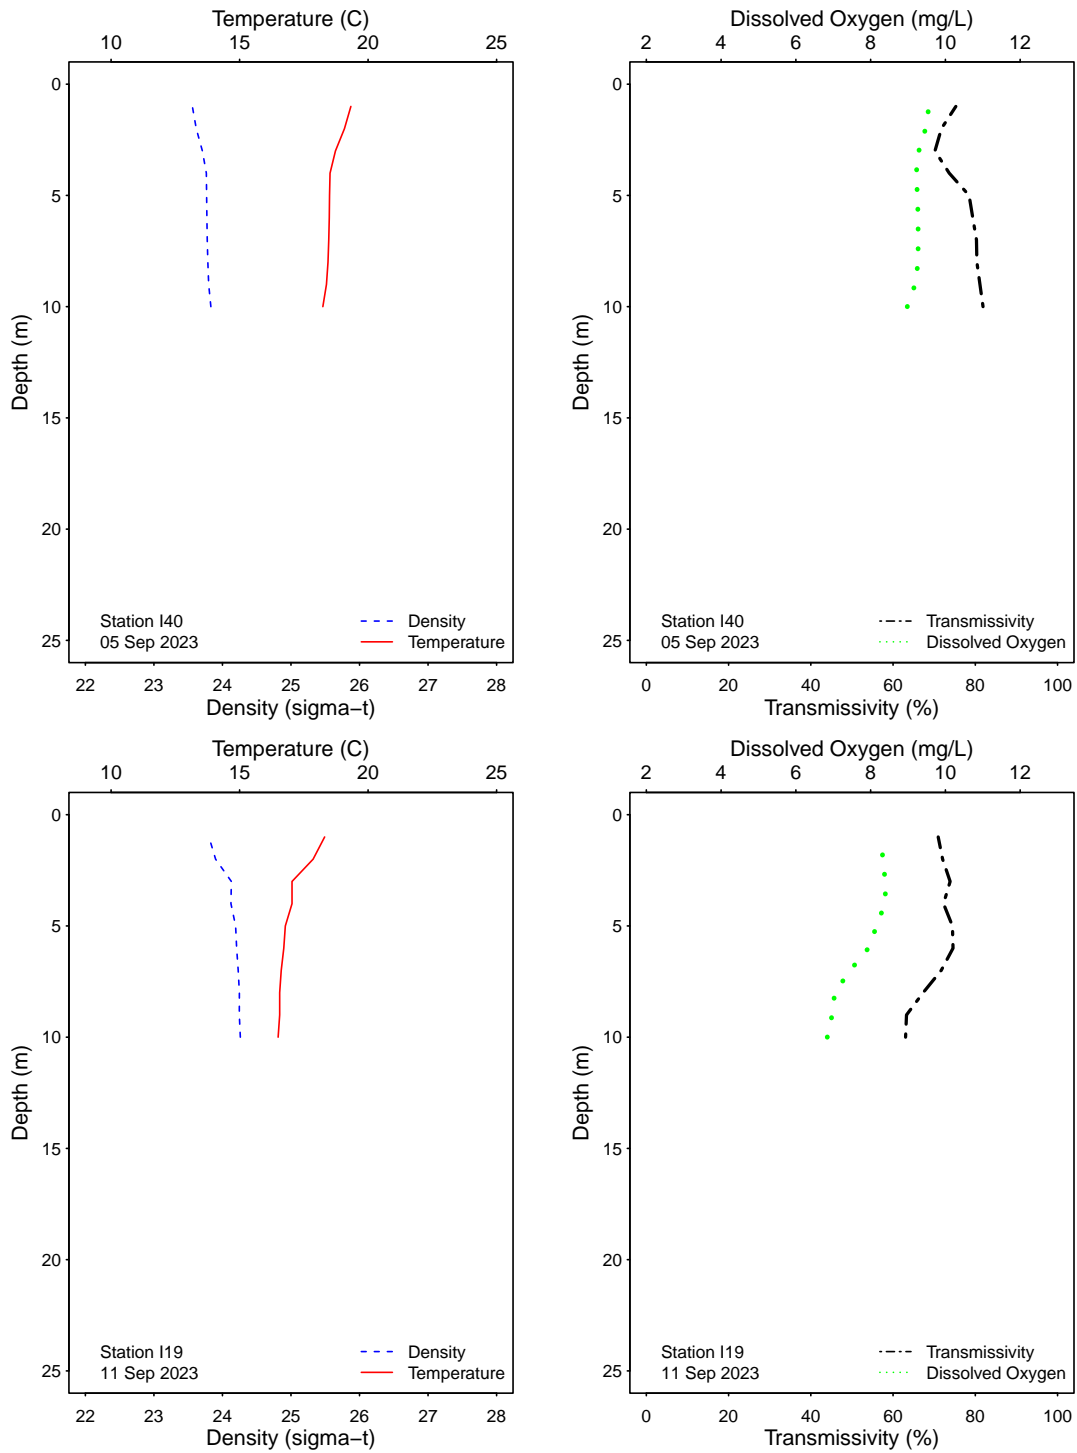 Temperature (C)
10 15 20 25
0
5
10
15
20
25
Depth (m)
Station I40
05 Sep 2023
Density
Temperature
22 23 24 25 26 27 28
Density (sigma−t)
Dissolved Oxygen (mg/L)
2 4 6 8 10 12
0
5
10
15
20
25
Depth (m)
Station I40
05 Sep 2023
Transmissivity
Dissolved Oxygen
0 20 40 60 80 100
Transmissivity (%)
Temperature (C)
10 15 20 25
0
5
10
15
20
25
Depth (m)
Station I19
11 Sep 2023
Density
Temperature
22 23 24 25 26 27 28
Density (sigma−t)
Dissolved Oxygen (mg/L)
2 4 6 8 10 12
0
5
10
15
20
25
Depth (m)
Station I19
11 Sep 2023
Transmissivity
Dissolved Oxygen
0 20 40 60 80 100
Transmissivity (%)